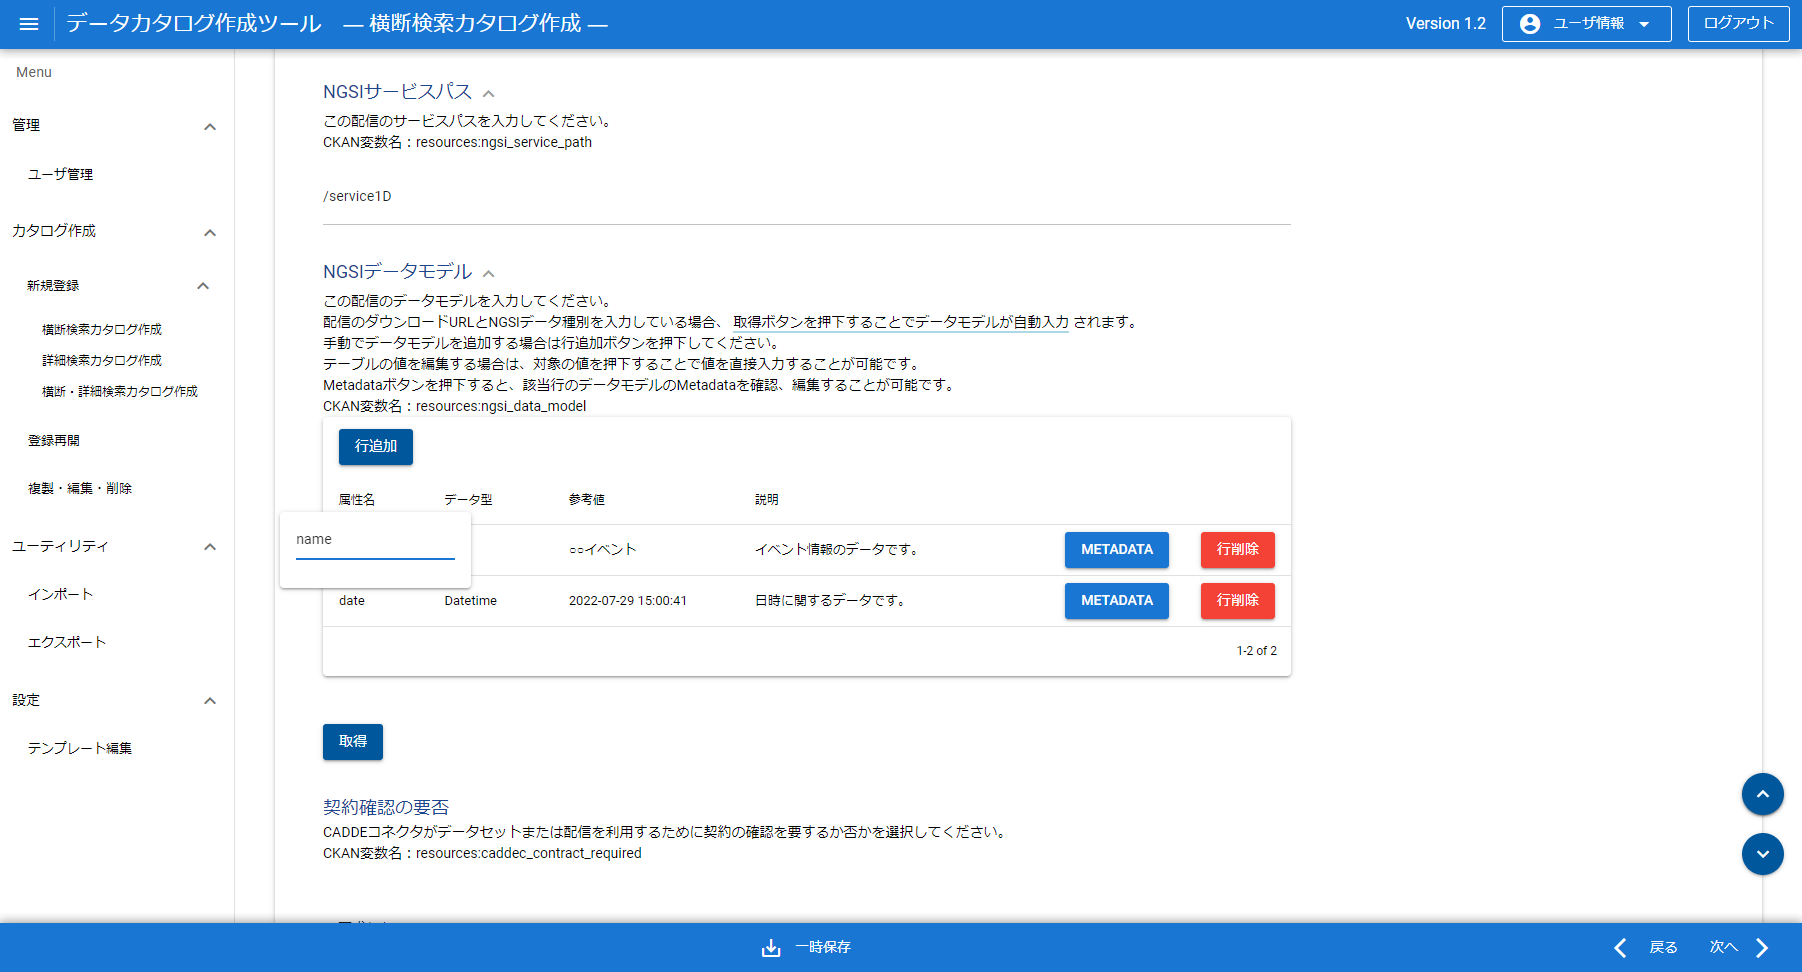 データカタログ作成ツール — 横断検索カタログ作成 —
Version 1.2
ユーザ情報
ログアウト
Menu
管理
ユーザ管理
カタログ作成
新規登録
横断検索カタログ作成
詳細検索カタログ作成
横断・詳細検索カタログ作成
登録再開
複製・編集・削除
ユーティリティ
インポート
エクスポート
設定
テンプレート編集
NGSIサービスパス
この配信のサービスパスを入力してください。
CKAN変数名：resources:ngsi_service_path
/service1D
NGSIデータモデル
この配信のデータモデルを入力してください。
配信のダウンロードURLとNGSIデータ種別を入力している場合、 取得ボタンを押下することでデータモデルが自動入力 されます。
手動でデータモデルを追加する場合は行追加ボタンを押下してください。
テーブルの値を編集する場合は、対象の値を押下することで値を直接入力することが可能です。
Metadataボタンを押下すると、該当行のデータモデルのMetadataを確認、編集することが可能です。
CKAN変数名：resources:ngsi_data_model
行追加
属性名 データ型 参考値 説明
name ○○イベント イベント情報のデータです。 METADATA 行削除
date Datetime 2022-07-29 15:00:41 日時に関するデータです。 METADATA 行削除
1-2 of 2
取得
契約確認の要否
CADDEコネクタがデータセットまたは配信を利用するために契約の確認を要するか否かを選択してください。
CKAN変数名：resources:caddec_contract_required
一時保存
戻る
次へ